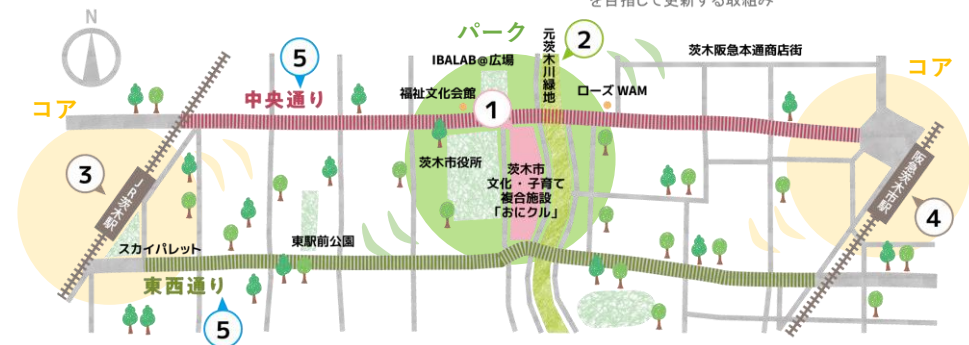 を目指して更新する取組み
N
パーク
2
元茨木川緑地
茨木阪急本通商店街
5
IBALAB@広場
コア
コア
中央通り
福祉文化会館
1
ローズ WAM
3
茨木市役所
茨木市
文化・子育て
複合施設
「おにクル」
JR茨木駅
阪急茨木市駅
4
スカイパレット
東駅前公園
東西通り
5